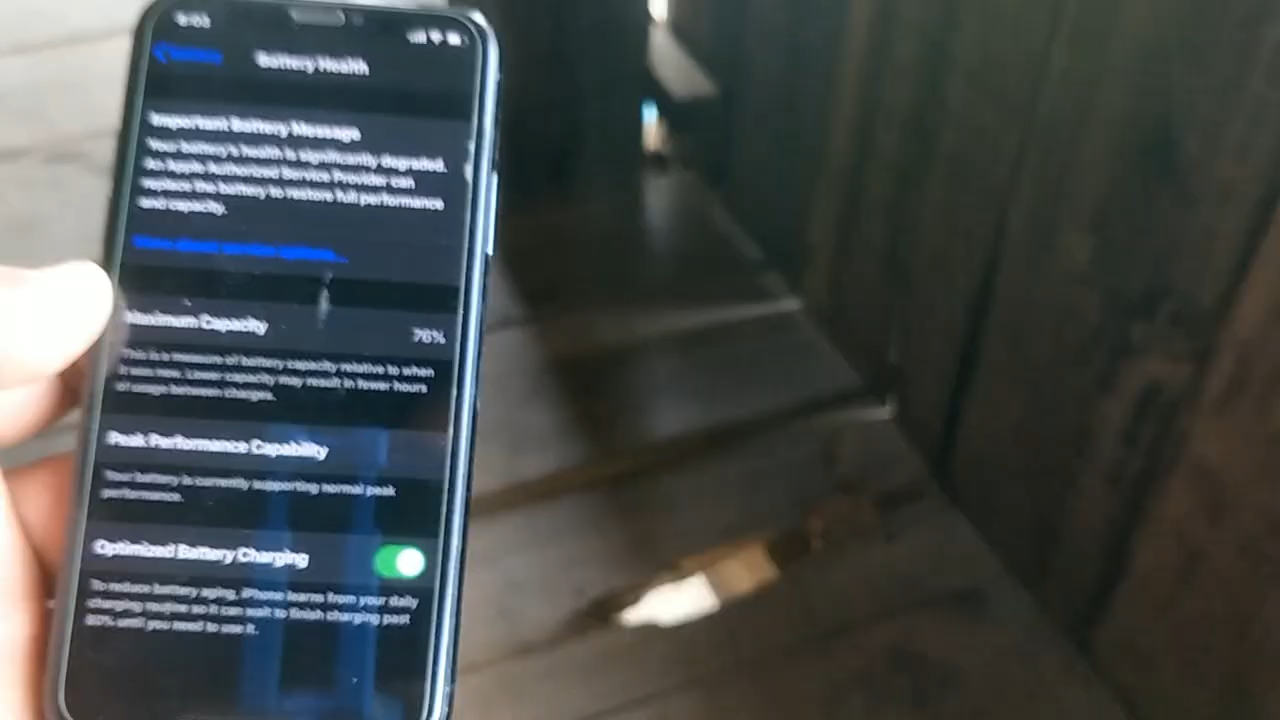 Battery Health
Important Battery Message
Your battery's health is significantly degraded.
An Apple Authorized Service Provider can
replace the battery to restore full performance
and capacity.
Maximum Capacity 76%
This is a measure of battery capacity relative to when
it was new. Lower capacity may result in fewer hours
of usage between charges.
Peak Performance Capability
Your battery is currently supporting normal peak
performance.
Optimized Battery Charging
To reduce battery aging, iPhone learns from your daily
charging routine so it can wait to finish charging past
80% until you need to use it.